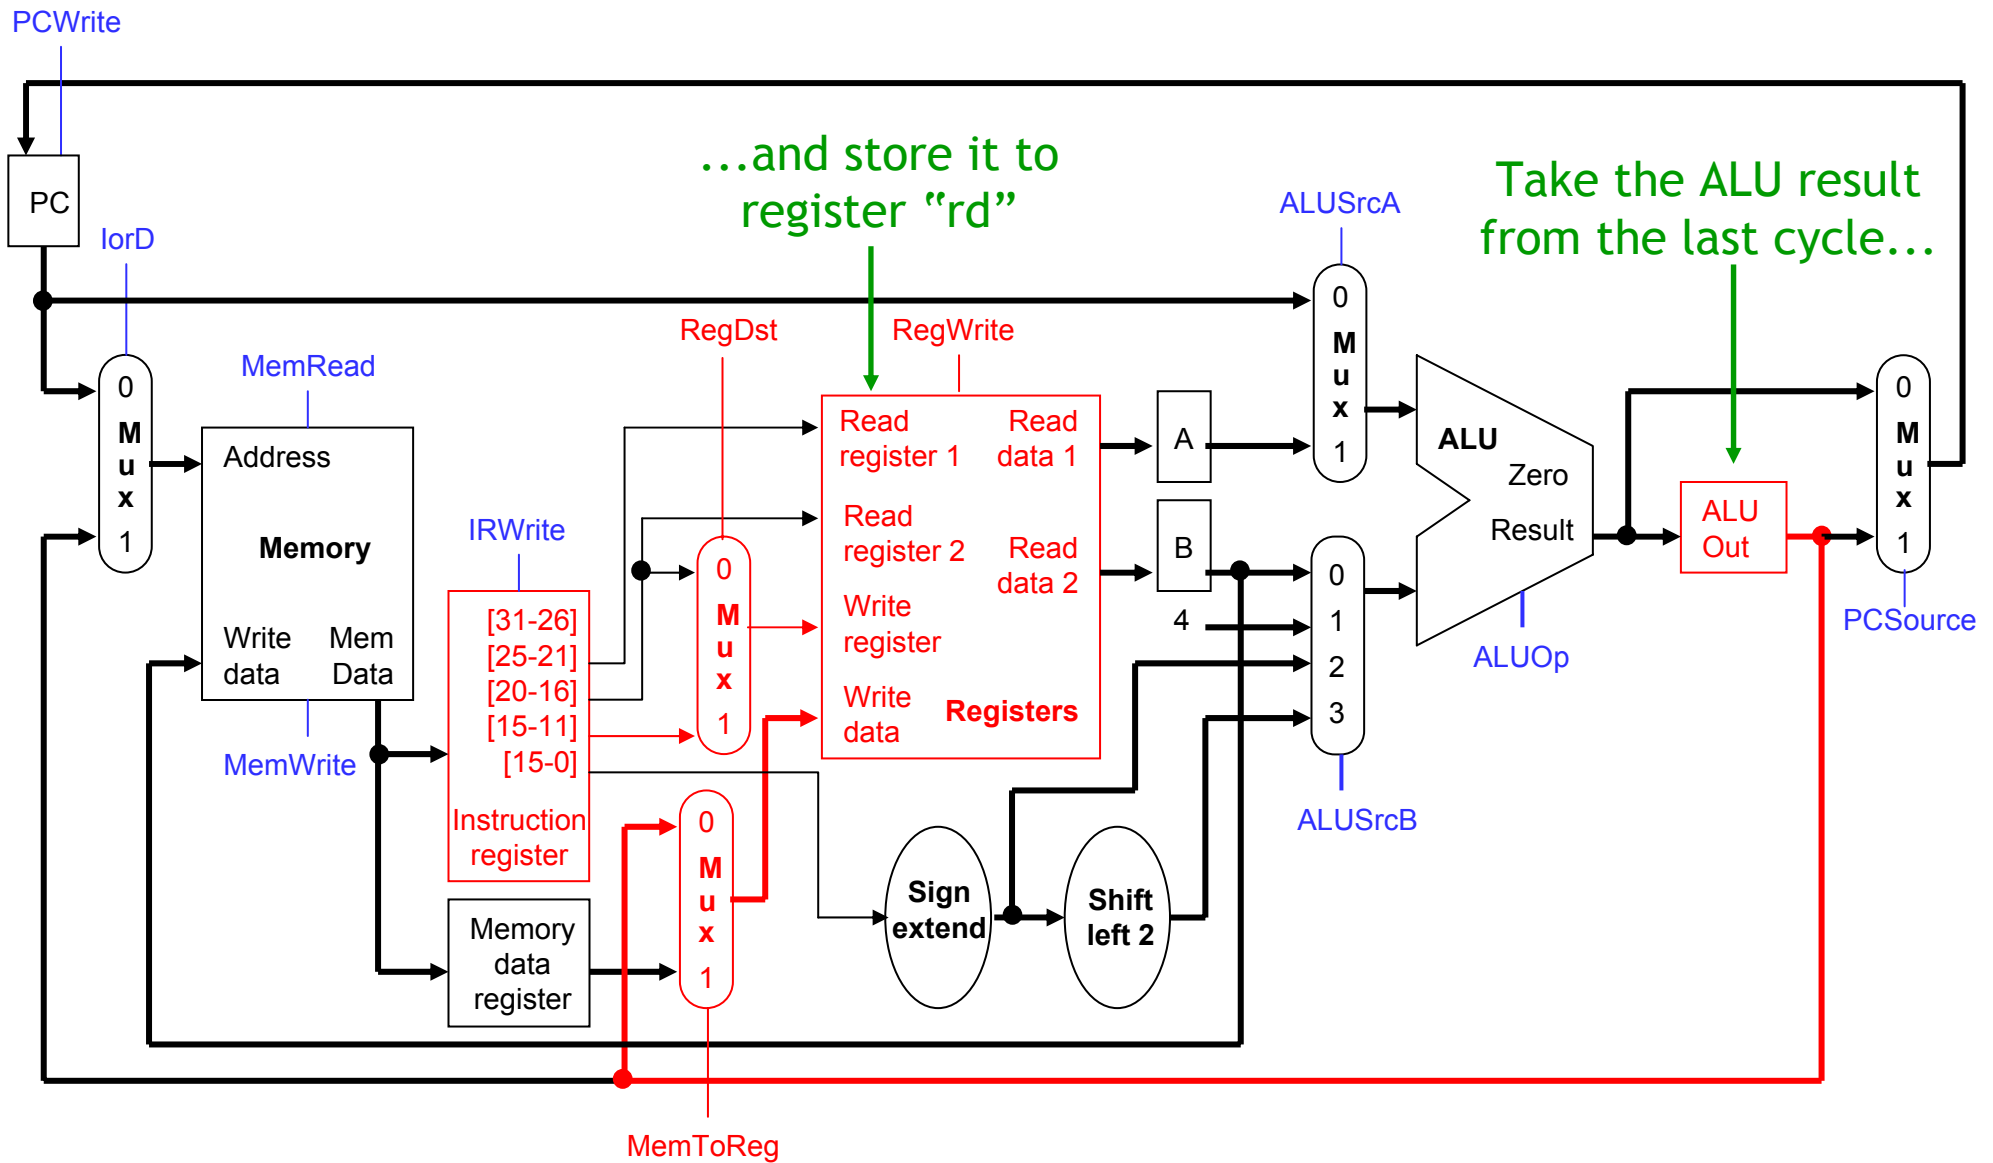 PCWrite
...and store it to
register “rd”
Take the ALU result
from the last cycle...
PC
IorD
ALUSrcA
RegDst
RegWrite
MemRead
0
M
u
x
1
Address
Memory
Write
data
Mem
Data
MemWrite
IRWrite
[31-26]
[25-21]
[20-16]
[15-11]
[15-0]
Instruction
register
Memory
data
register
0
M
u
x
1
0
M
u
x
1
MemToReg
Read
register 1
Read
data 1
Read
register 2
Read
data 2
Write
register
Write
data
Registers
A
B
4
0
M
u
x
1
0
1
2
3
ALUSrcB
Sign
extend
Shift
left 2
ALU
Zero
Result
ALUOp
ALU
Out
0
M
u
x
1
PCSource